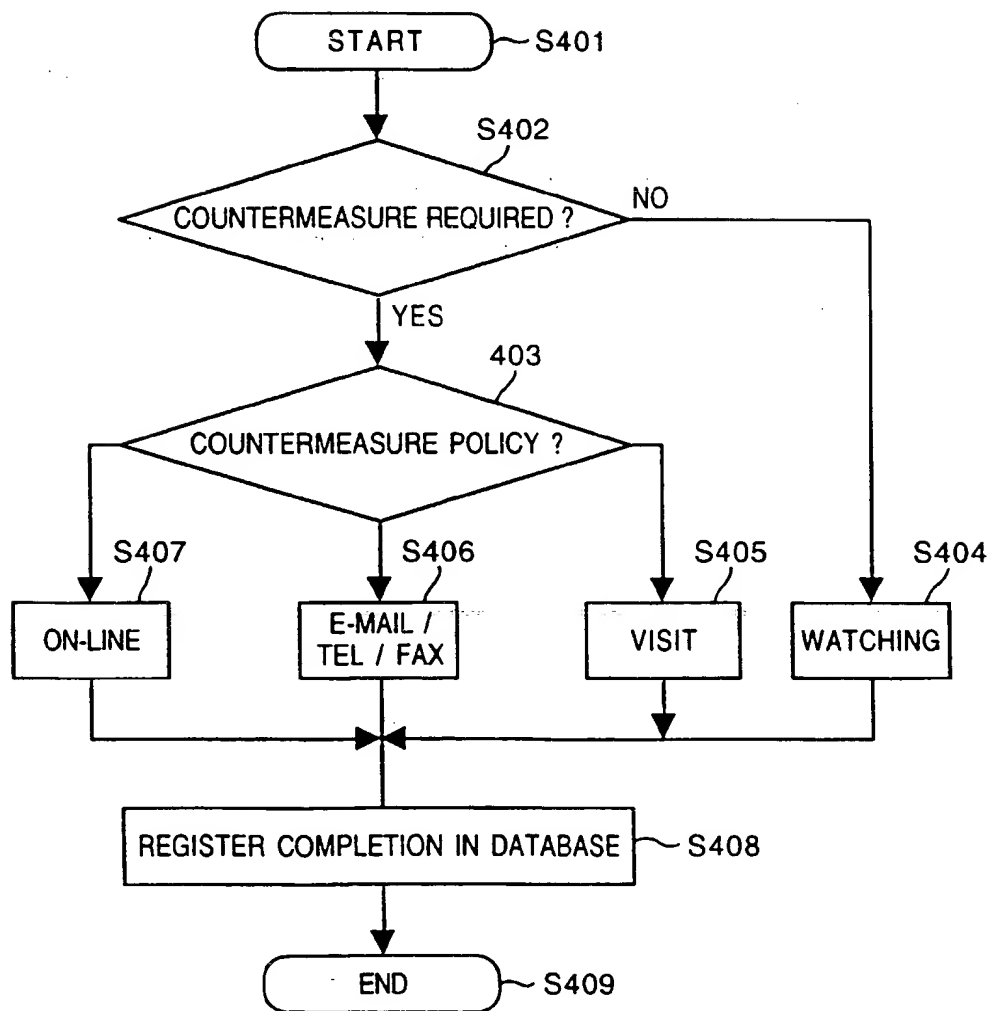 START
S401
S402
COUNTERMEASURE REQUIRED ?
NO
YES
403
COUNTERMEASURE POLICY ?
S407
S406
S405
S404
ON-LINE
E-MAIL /
TEL / FAX
VISIT
WATCHING
REGISTER COMPLETION IN DATABASE
S408
END
S409